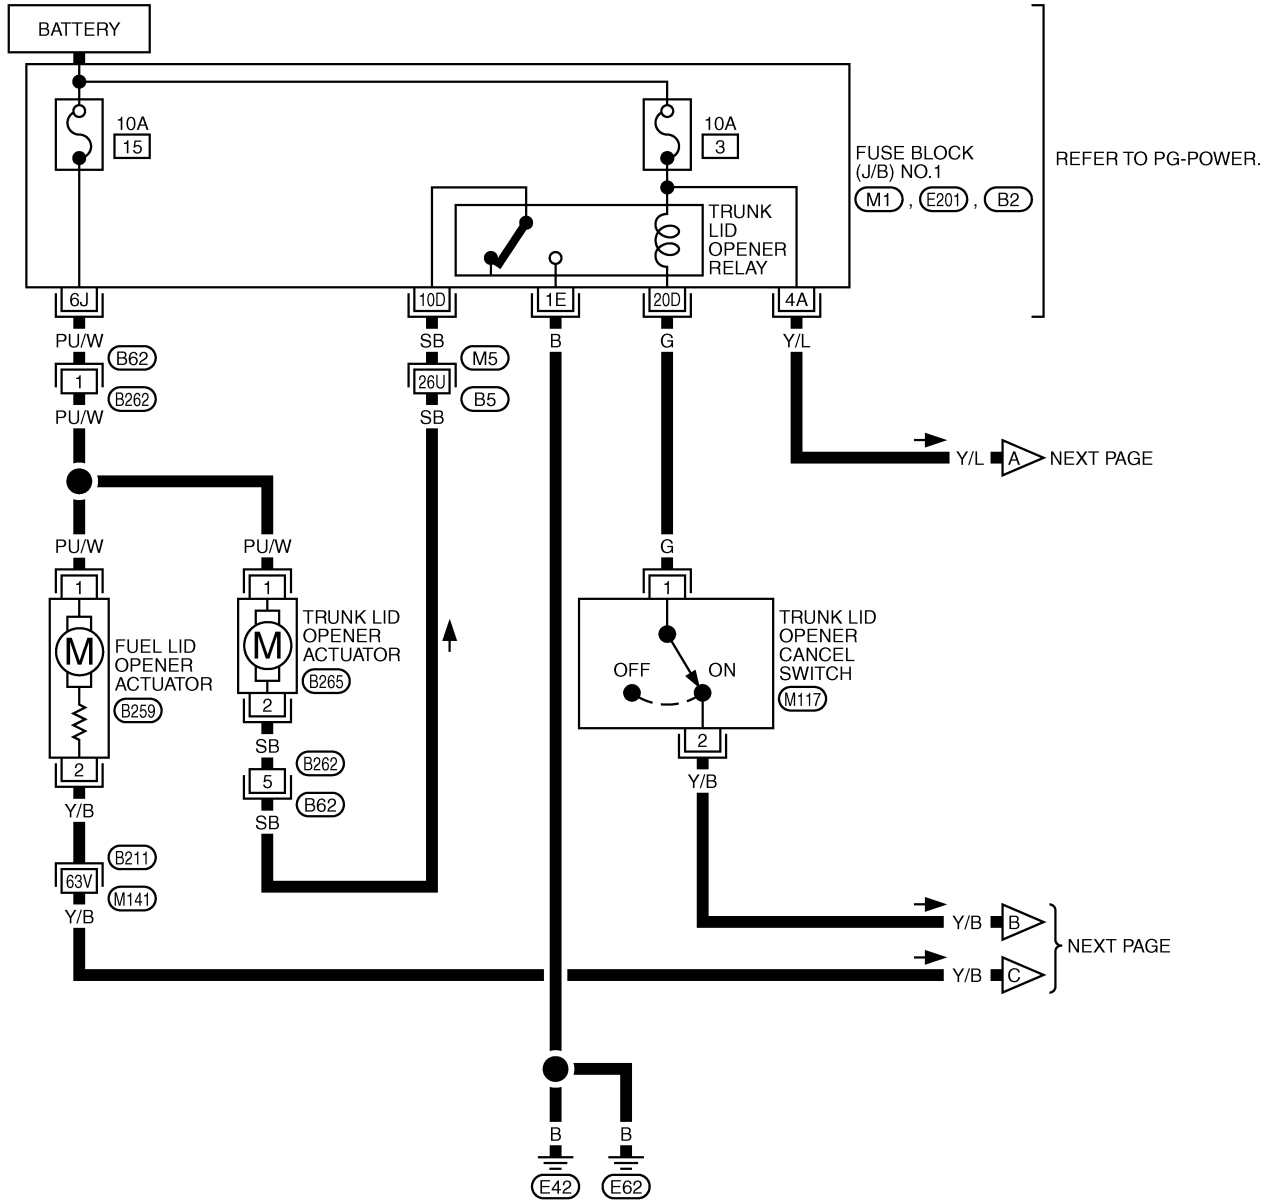 BATTERY
10A
15
10A
3
FUSE BLOCK
(J/B) NO.1
M1 , E201 , B2
REFER TO PG-POWER.
TRUNK
LID
OPENER
RELAY
6J
10D
1E
20D
4A
PU/W
SB
B
G
Y/L
B62
1
B262
PU/W
M5
26U
B5
SB
Y/L
A
NEXT PAGE
PU/W
PU/W
G
1
1
1
M
FUEL LID
OPENER
ACTUATOR
B259
M
TRUNK LID
OPENER
ACTUATOR
B265
OFF
ON
TRUNK LID
OPENER
CANCEL
SWITCH
M117
2
2
2
Y/B
SB
Y/B
B262
5
B62
SB
B211
63V
M141
Y/B
Y/B
B
Y/B
C
NEXT PAGE
B
B
E42
E62